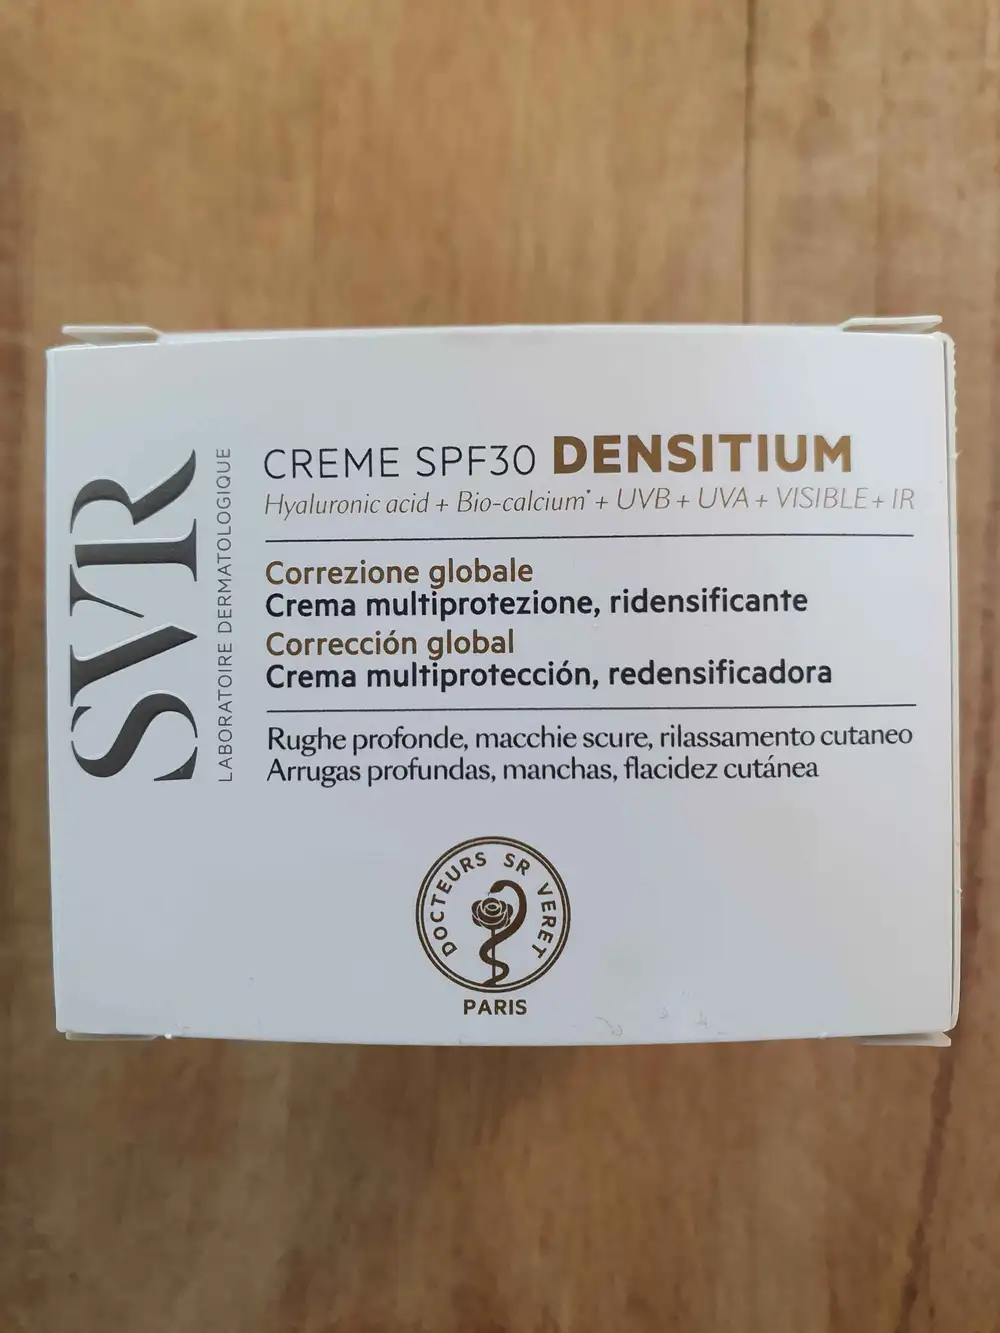 SVR
LABORATOIRE DERMATOLOGIQUE
CREME SPF30 DENSITIUM
Hyaluronic acid + Bio-calcium* + UVB + UVA + VISIBLE + IR
Correzione globale
Crema multiprotezione, ridensificante
Corrección global
Crema multiprotección, redensificadora
Rughe profonde, macchie scure, rilassamento cutaneo
Arrugas profundas, manchas, flacidez cutánea
DOCTEURS SR VERET
PARIS